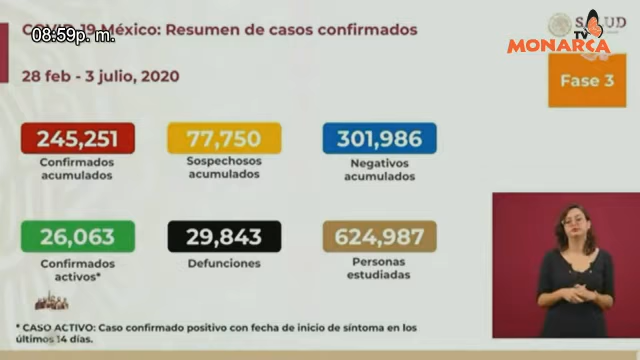 COVID-19 México: Resumen de casos confirmados
08:59p. m.
SALUD
TV
MONARCA
28 feb - 3 julio, 2020
Fase 3
245,251
Confirmados
acumulados
77,750
Sospechosos
acumulados
301,986
Negativos
acumulados
26,063
Confirmados
activos*
29,843
Defunciones
624,987
Personas
estudiadas
* CASO ACTIVO: Caso confirmado positivo con fecha de inicio de síntoma en los
últimos 14 días.